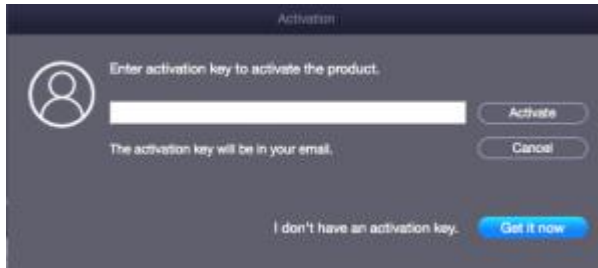 Activation
Enter activation key to activate the product.
Activate
The activation key will be in your email.
Cancel
I don't have an activation key.
Get it now